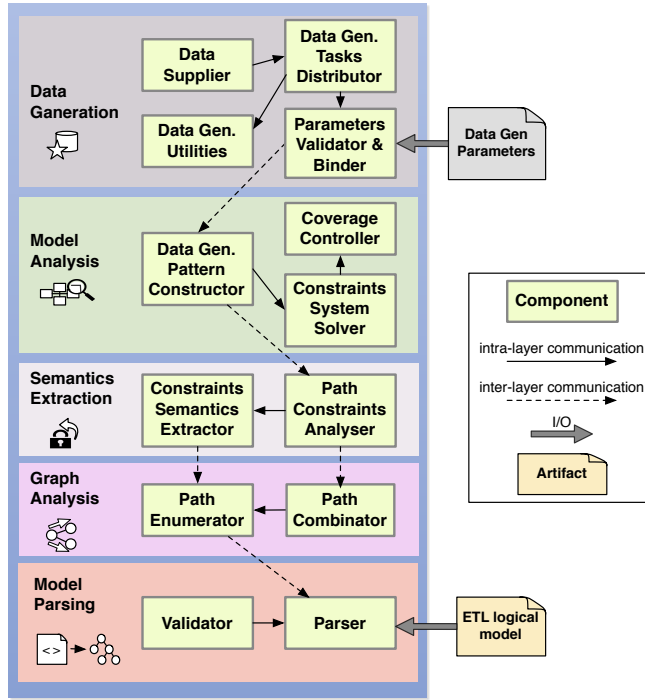 Data
Ganeration
Data
Supplier
Data Gen.
Tasks
Distributor
Data Gen.
Utilities
Parameters
Validator &
Binder
Data Gen
Parameters
Model
Analysis
Data Gen.
Pattern
Constructor
Coverage
Controller
Constraints
System
Solver
Semantics
Extraction
Constraints
Semantics
Extractor
Path
Constraints
Analyser
Graph
Analysis
Path
Enumerator
Path
Combinator
Model
Parsing
< >
Validator
Parser
ETL logical
model
Component
intra-layer communication
inter-layer communication
I/O
Artifact